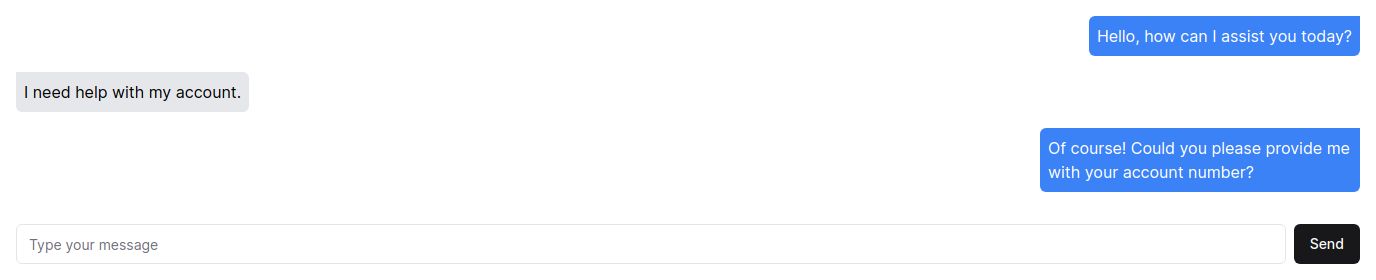 Hello, how can I assist you today?
I need help with my account.
Of course! Could you please provide me
with your account number?
Type your message
Send